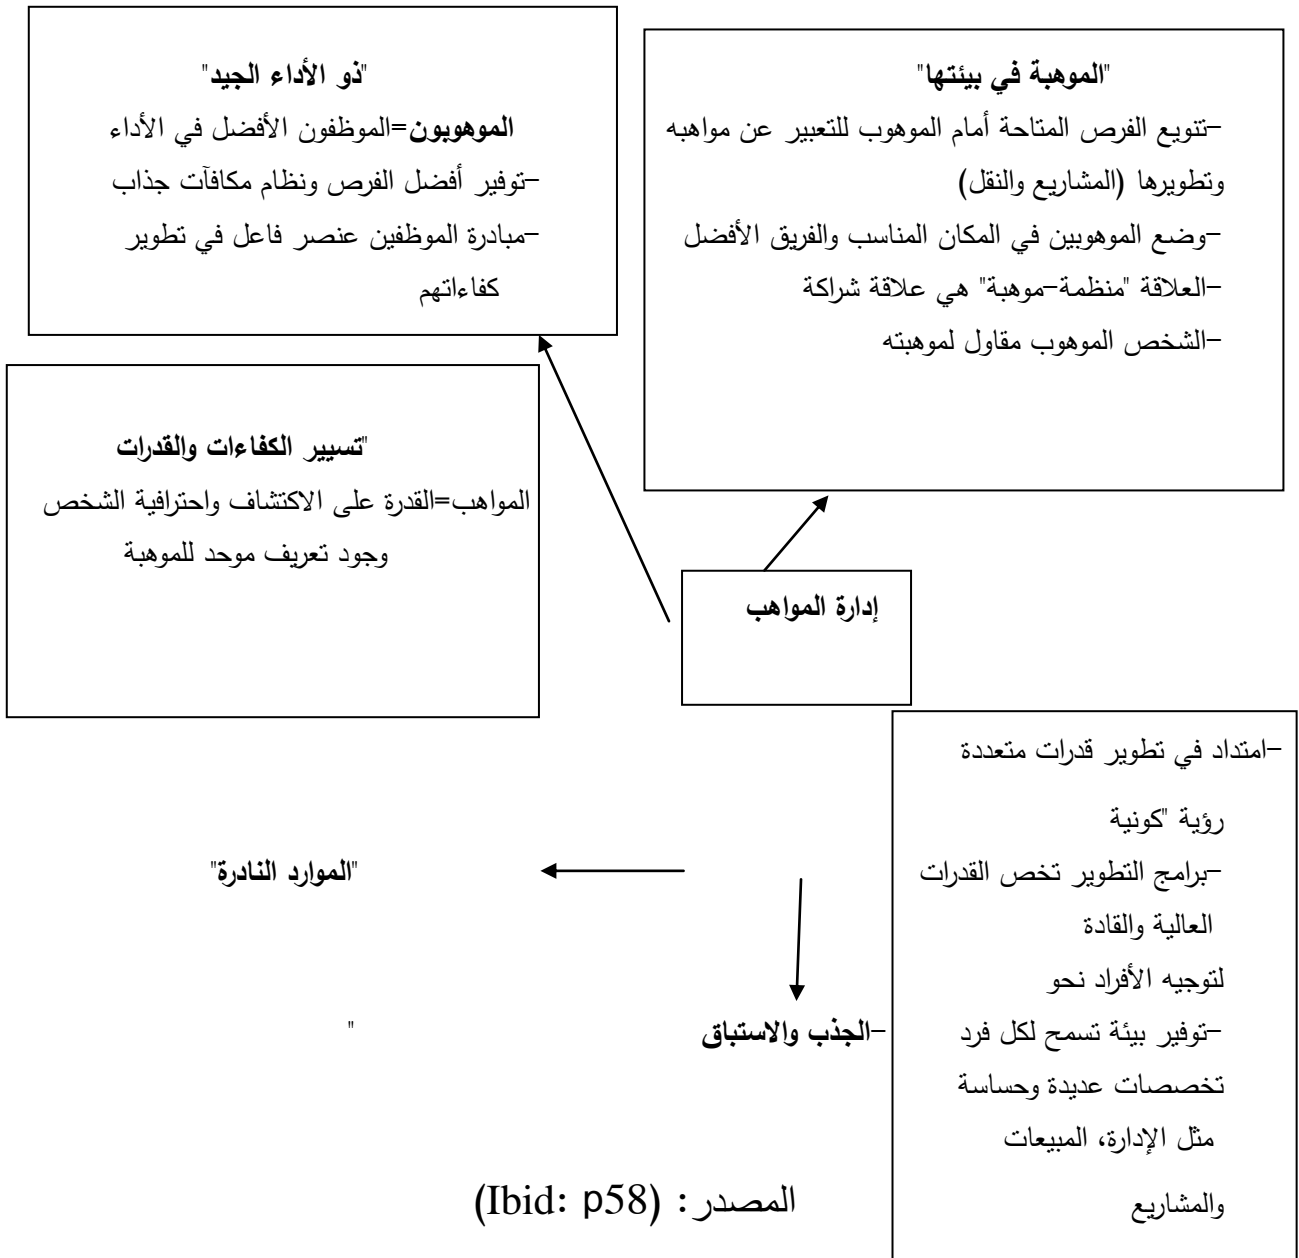 "الموهبة في بيئتها"
–تنويع الفرص المتاحة أمام الموهوب للتعبير عن مواهبه
وتطويرها (المشاريع والنقل)
–وضع الموهوبين في المكان المناسب والفريق الأفضل
–العلاقة "منظمة–موهبة" هي علاقة شراكة
–الشخص الموهوب مقاول لموهبته
"ذو الأداء الجيد"
الموهوبون=الموظفون الأفضل في الأداء
–توفير أفضل الفرص ونظام مكافآت جذاب
–مبادرة الموظفين عنصر فاعل في تطوير
كفاءاتهم
"تسيير الكفاءات والقدرات
المواهب=القدرة على الاكتشاف واحترافية الشخص
وجود تعريف موحد للموهبة
إدارة المواهب
–امتداد في تطوير قدرات متعددة
رؤية "كونية
–برامج التطوير تخص القدرات
العالية والقادة
لتوجيه الأفراد نحو
–توفير بيئة تسمح لكل فرد
تخصصات عديدة وحساسة
مثل الإدارة، المبيعات
والمشاريع
"الموارد النادرة"
–الجذب والاستباق
"
المصدر: (Ibid: p58)